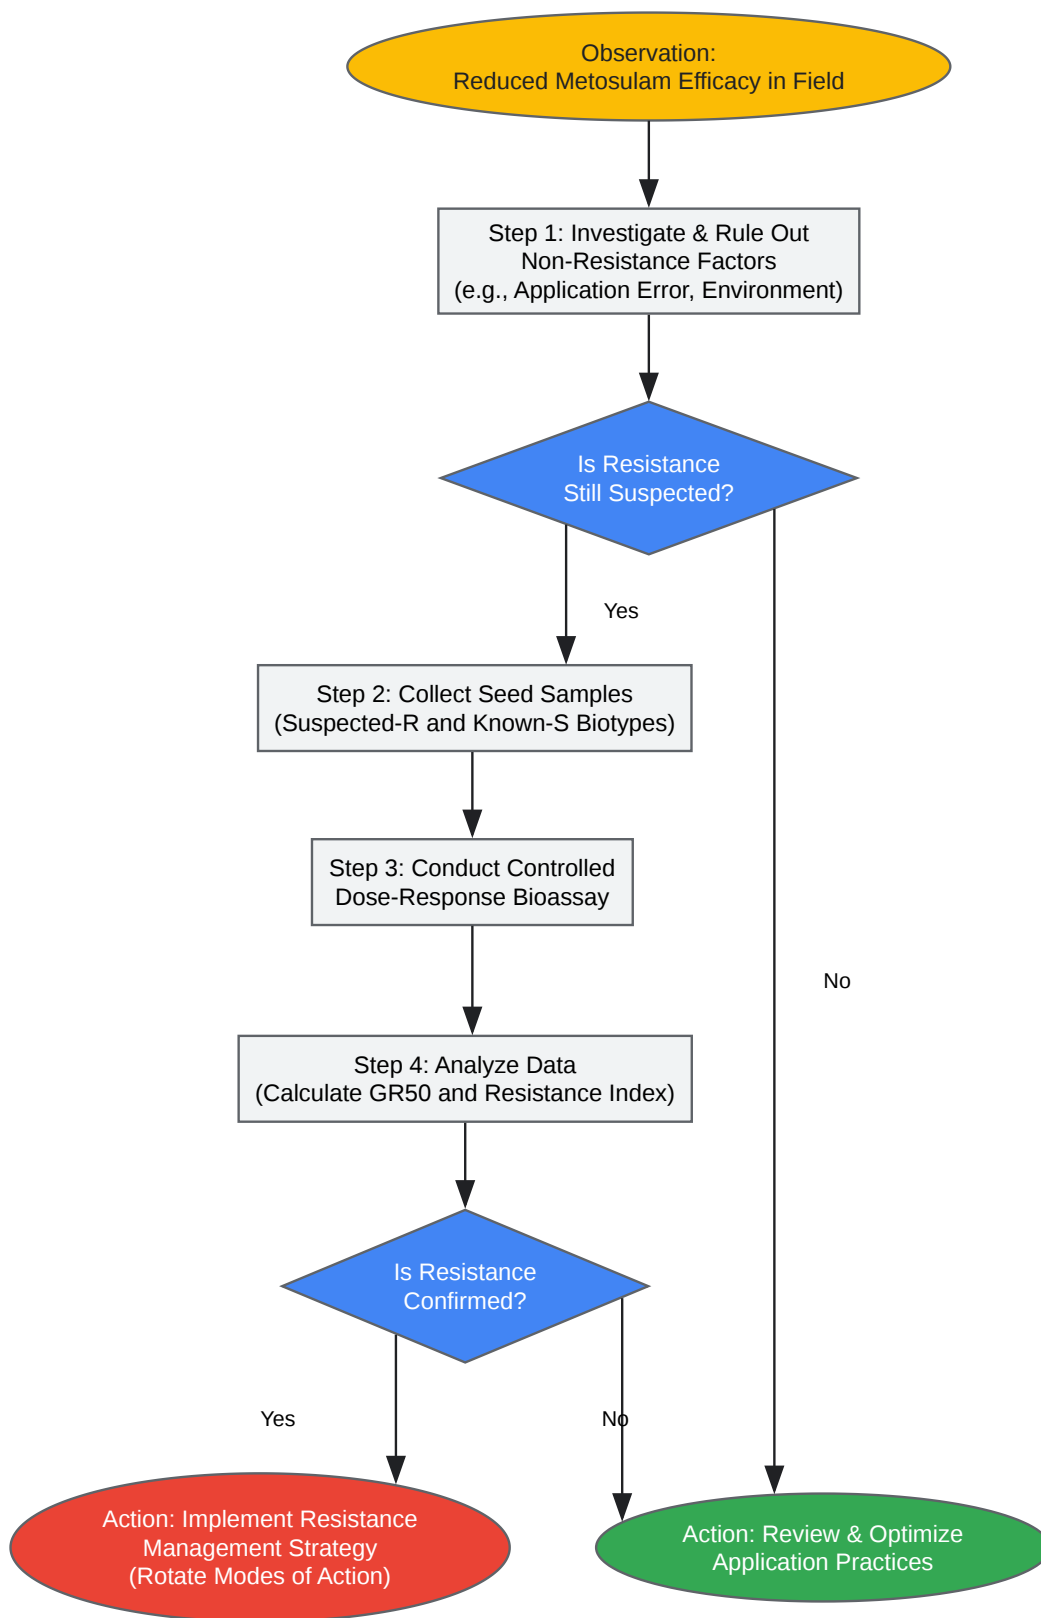 Observation:
Reduced Metosulam Efficacy in Field
Step 1: Investigate & Rule Out
Non-Resistance Factors
(e.g., Application Error, Environment)
Is Resistance
Still Suspected?
Yes
Step 2: Collect Seed Samples
(Suspected-R and Known-S Biotypes)
Step 3: Conduct Controlled
Dose-Response Bioassay
No
Step 4: Analyze Data
(Calculate GR50 and Resistance Index)
Is Resistance
Confirmed?
Yes
No
Action: Implement Resistance
Management Strategy
(Rotate Modes of Action)
Action: Review & Optimize
Application Practices